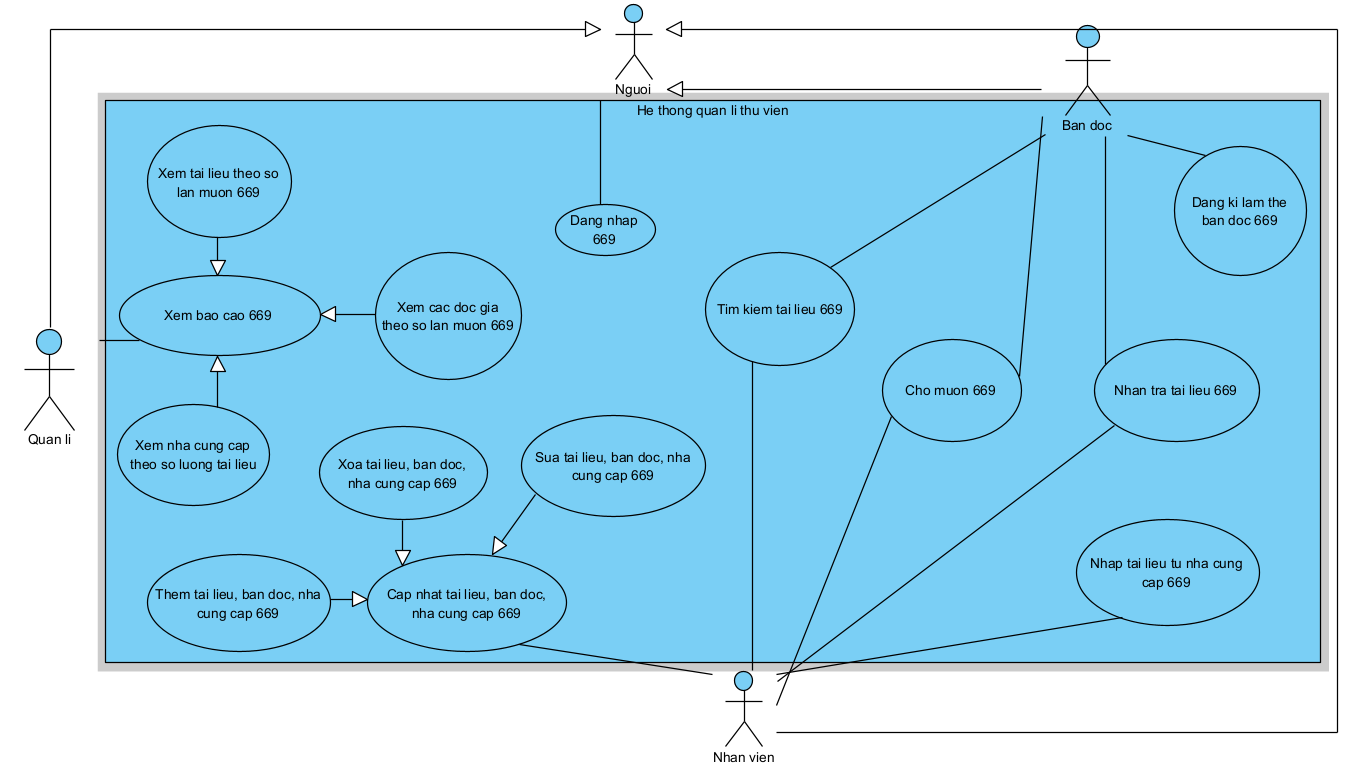 Nguoi
He thong quan li thu vien
Ban doc
Xem tai lieu theo so
lan muon 669
Dang nhap
669
Dang ki lam the
ban doc 669
Xem bao cao 669
Xem cac doc gia
theo so lan muon 669
Tim kiem tai lieu 669
Cho muon 669
Nhan tra tai lieu 669
Quan li
Xem nha cung cap
theo so luong tai lieu
Xoa tai lieu, ban doc,
nha cung cap 669
Sua tai lieu, ban doc, nha
cung cap 669
Them tai lieu, ban doc, nha
cung cap 669
Cap nhat tai lieu, ban doc,
nha cung cap 669
Nhap tai lieu tu nha cung
cap 669
Nhan vien